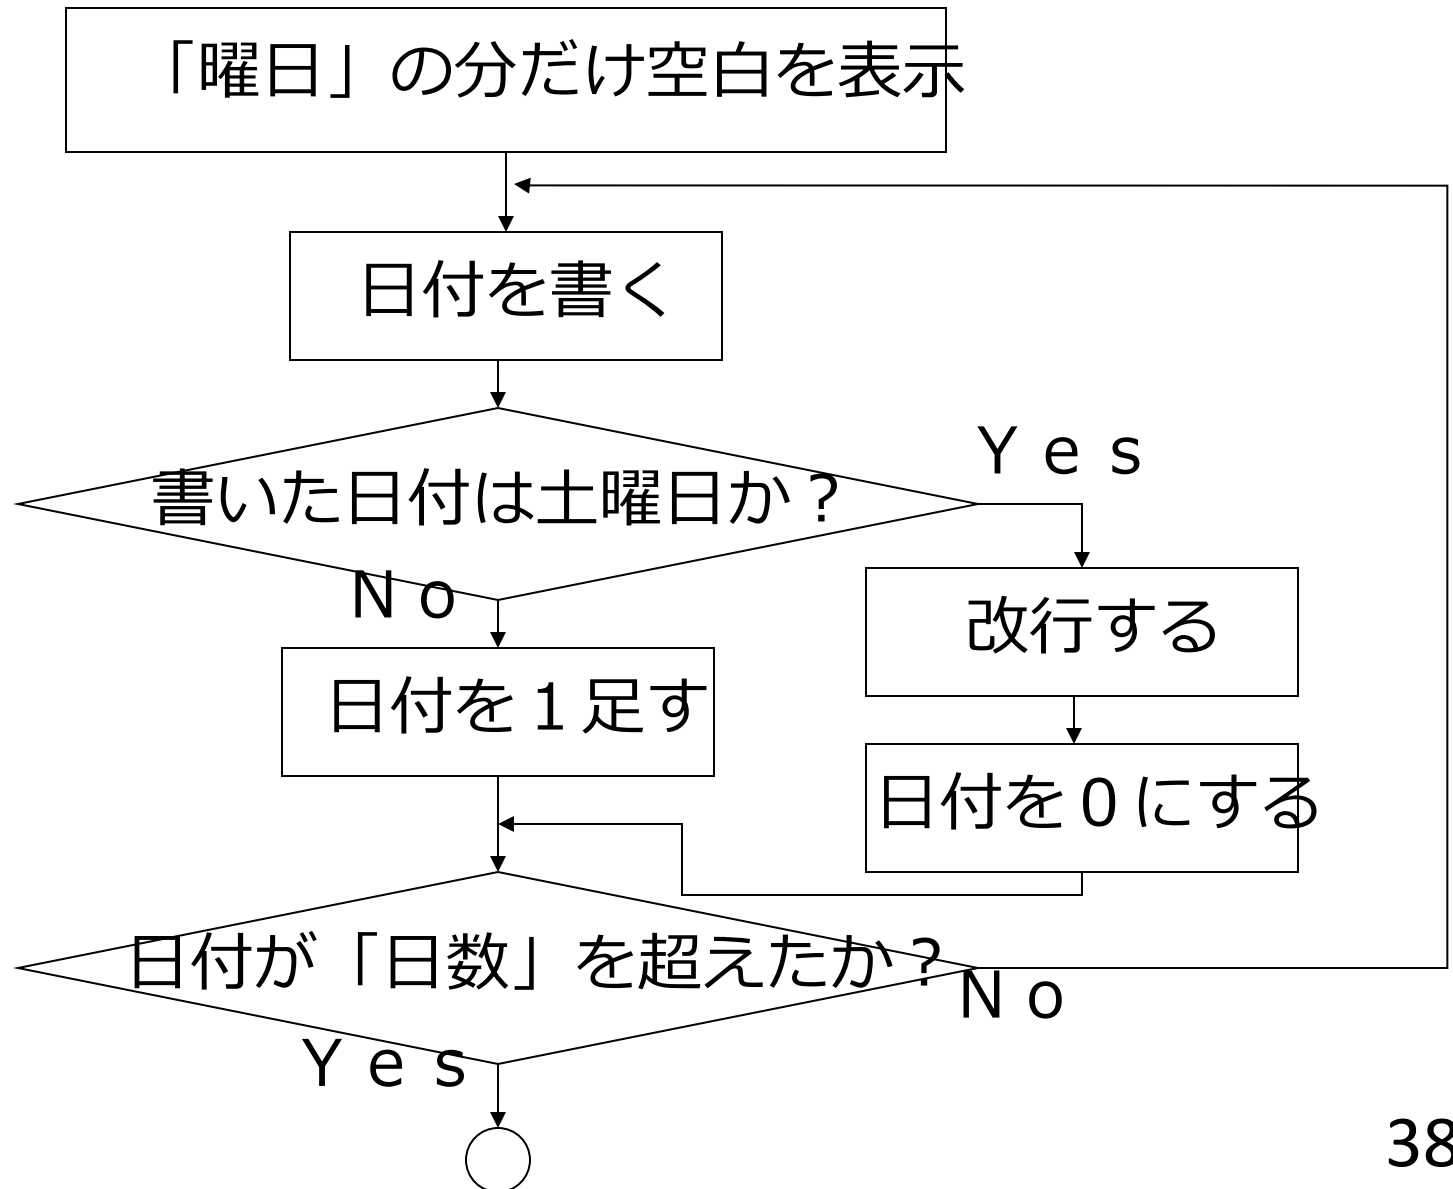 「曜日」の分だけ空白を表示
日付を書く
Ｙｅｓ
書いた日付は土曜日か？
Ｎｏ
改行する
日付を１足す
日付を０にする
日付が「日数」を超えたか？
Ｎｏ
Ｙｅｓ
38